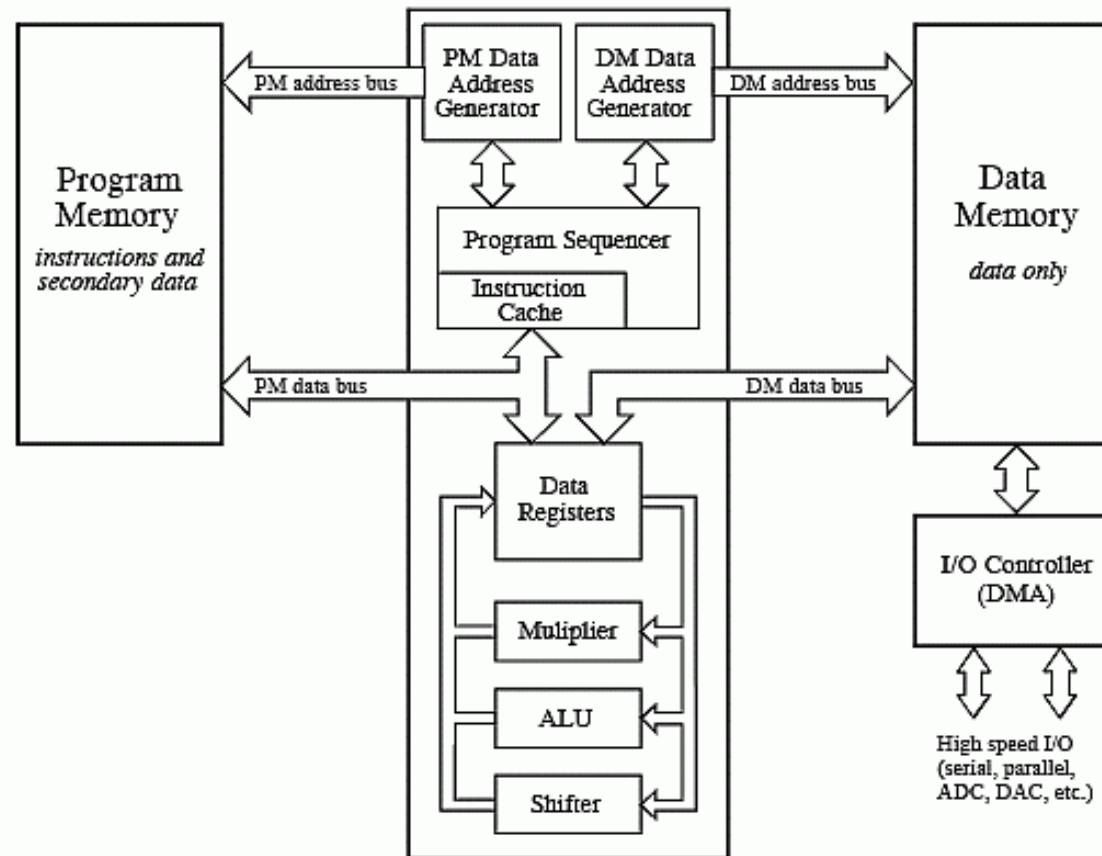 PM Data
Address
Generator
DM Data
Address
Generator
PM address bus
DM address bus
Program
Memory
instructions and
secondary data
Data
Memory
data only
Program Sequencer
Instruction
Cache
PM data bus
DM data bus
Data
Registers
I/O Controller
(DMA)
Muliplier
ALU
Shifter
High speed I/O
(serial, parallel,
ADC, DAC, etc.)